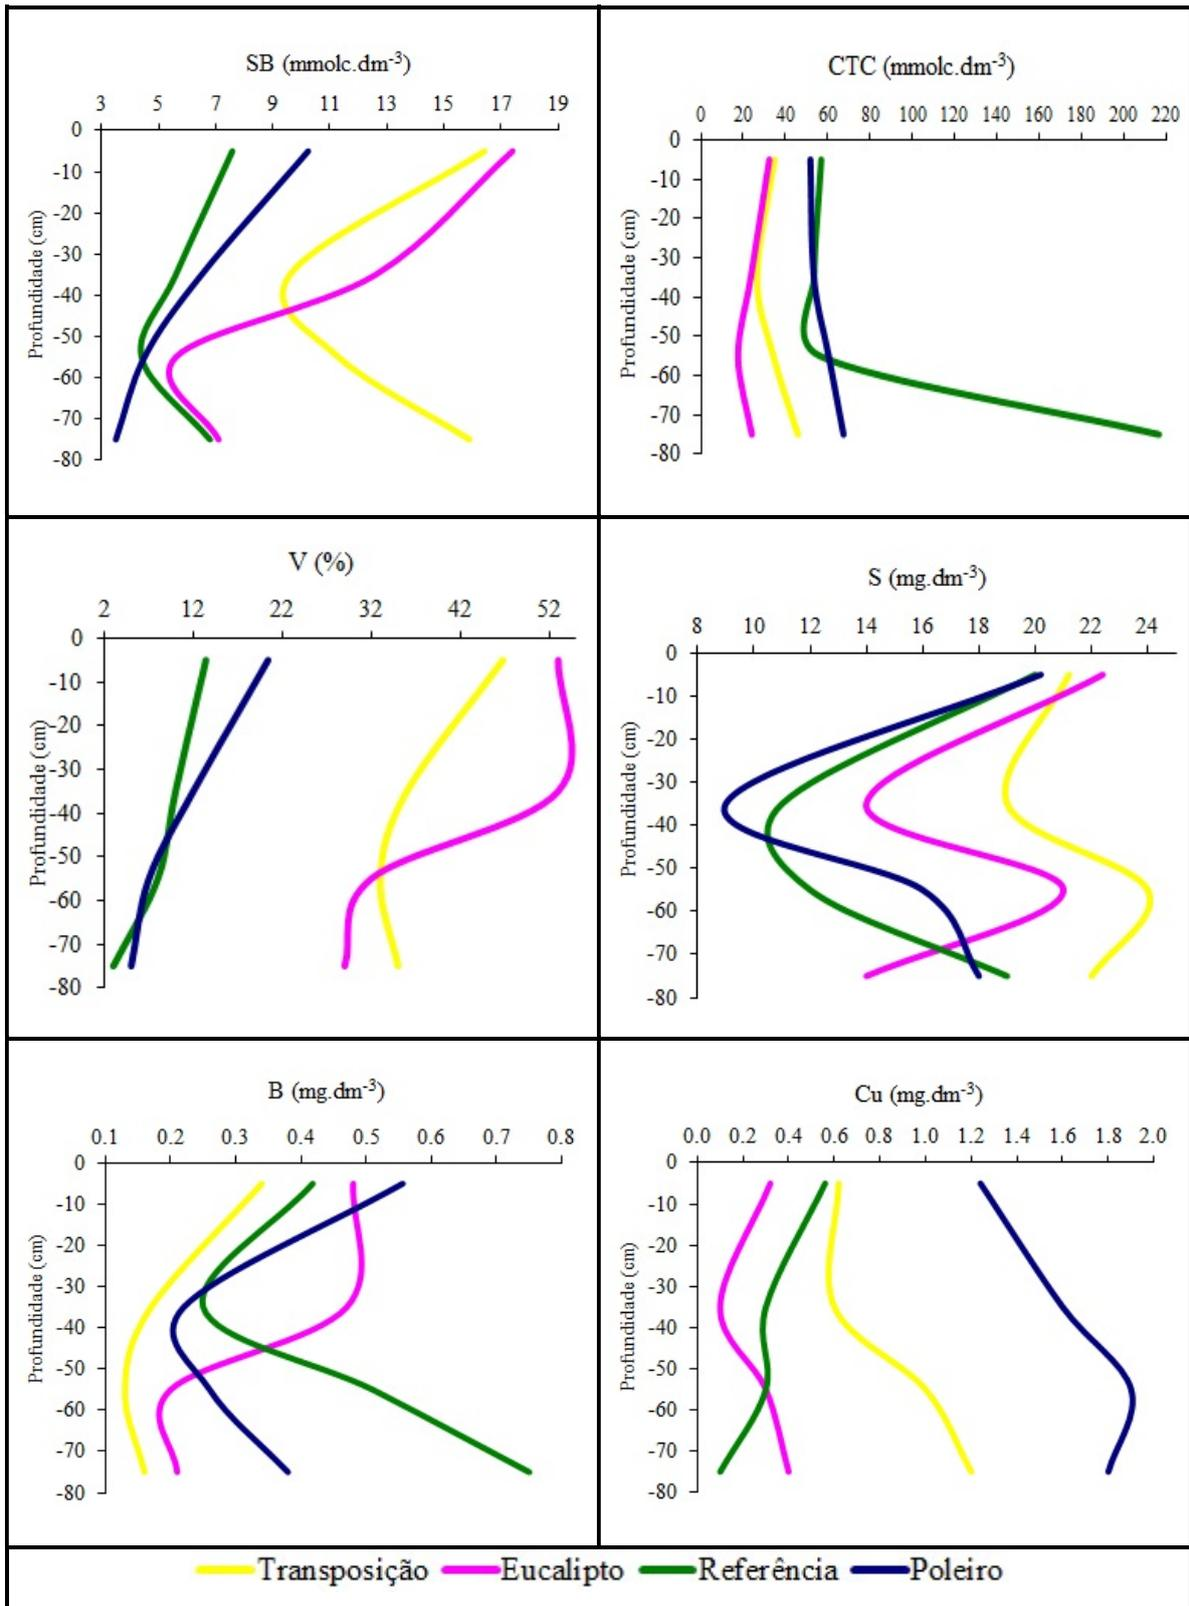 SB (mmolc.dm-3)
3 5 7 9 11 13 15 17 19
0
-10
-20
-30
-40
-50
-60
-70
-80
Profundidade (cm)
CTC (mmolc.dm-3)
0 20 40 60 80 100 120 140 160 180 200 220
0
-10
-20
-30
-40
-50
-60
-70
-80
Profundidade (cm)
V (%)
2 12 22 32 42 52
0
-10
-20
-30
-40
-50
-60
-70
-80
Profundidade (cm)
S (mg.dm-3)
8 10 12 14 16 18 20 22 24
0
-10
-20
-30
-40
-50
-60
-70
-80
Profundidade (cm)
B (mg.dm-3)
0.1 0.2 0.3 0.4 0.5 0.6 0.7 0.8
0
-10
-20
-30
-40
-50
-60
-70
-80
Profundidade (cm)
Cu (mg.dm-3)
0.0 0.2 0.4 0.6 0.8 1.0 1.2 1.4 1.6 1.8 2.0
0
-10
-20
-30
-40
-50
-60
-70
-80
Profundidade (cm)
Transposição Eucalipto Referência Poleiro